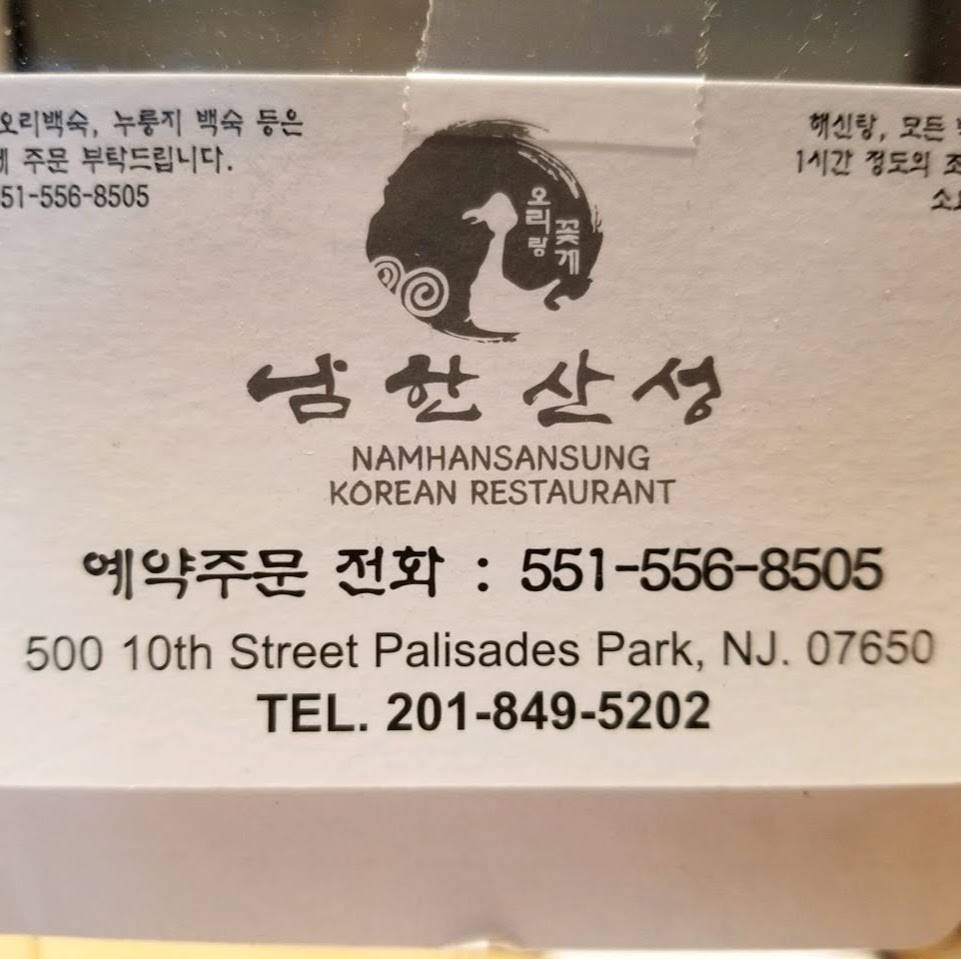 오리백숙, 누룽지 백숙 등은
주문 부탁드립니다.
51-556-8505
해신탕, 모든
1시간 정도의
오리랑
꽃게
남한산성
NAMHANSANSUNG
KOREAN RESTAURANT
예약주문 전화 : 551-556-8505
500 10th Street Palisades Park, NJ. 07650
TEL. 201-849-5202